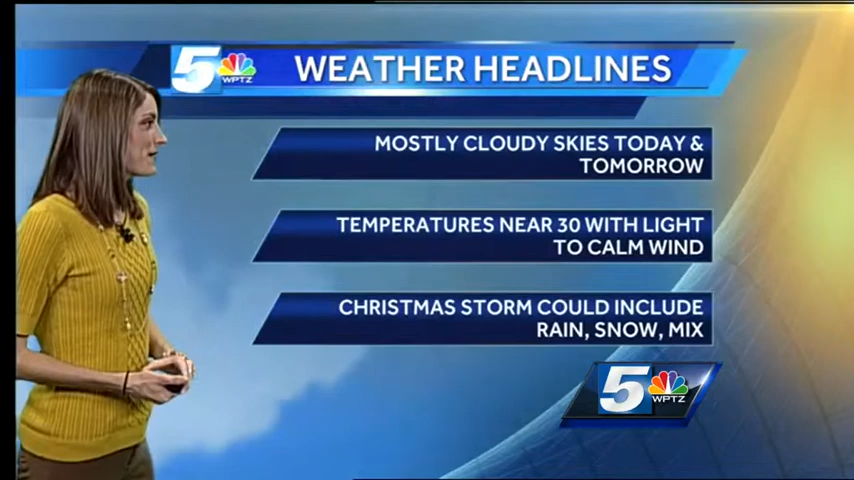 5 WPTZ WEATHER HEADLINES
MOSTLY CLOUDY SKIES TODAY &
TOMORROW
TEMPERATURES NEAR 30 WITH LIGHT
TO CALM WIND
CHRISTMAS STORM COULD INCLUDE
RAIN, SNOW, MIX
5 WPTZ